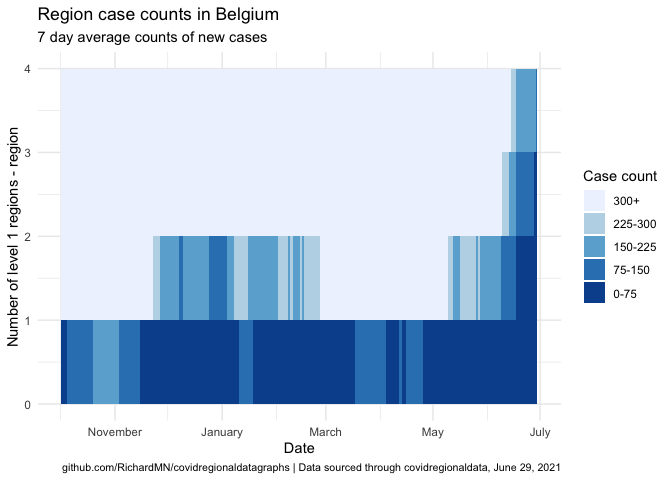 Region case counts in Belgium
7 day average counts of new cases
Number of level 1 regions - region
4
3
2
1
0
November
January
March
May
July
Date
Case count
300+
225-300
150-225
75-150
0-75
github.com/RichardMN/covidregionaldatagraphs | Data sourced through covidregionaldata, June 29, 2021